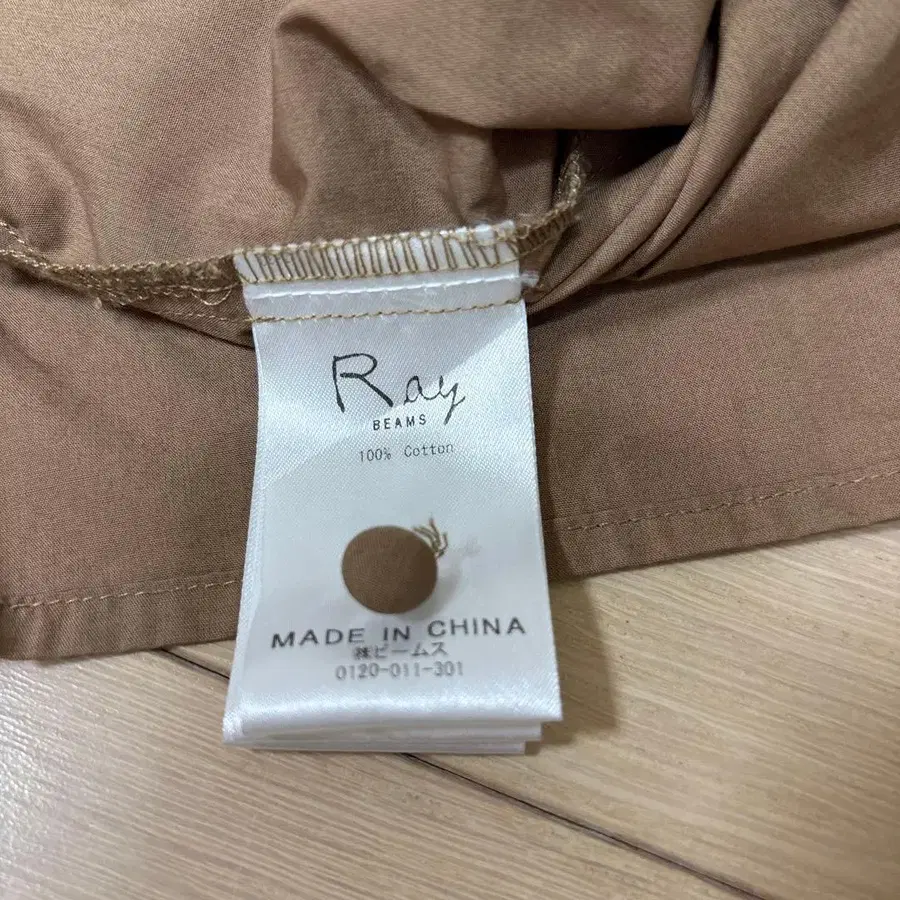 Ray
BEAMS
100% Cotton
MADE IN CHINA
㈱ビームス
0120-011-301